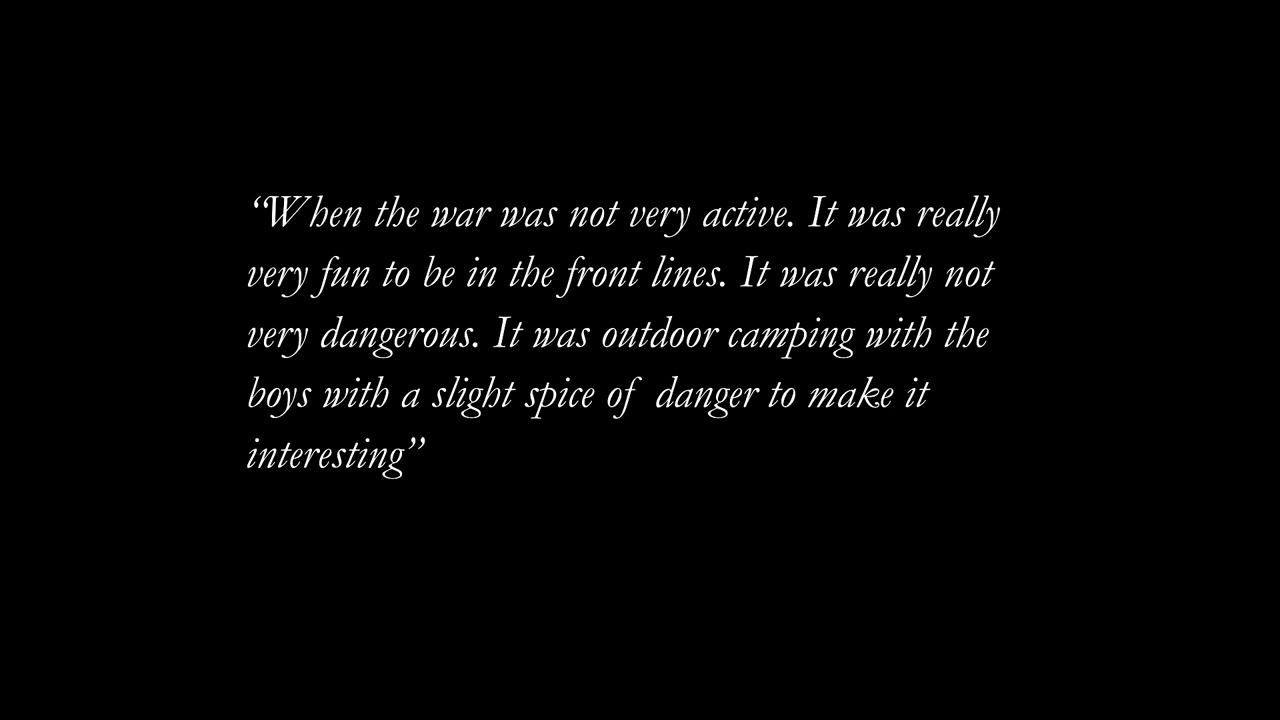 “When the war was not very active. It was really
very fun to be in the front lines. It was really not
very dangerous. It was outdoor camping with the
boys with a slight spice of danger to make it
interesting”